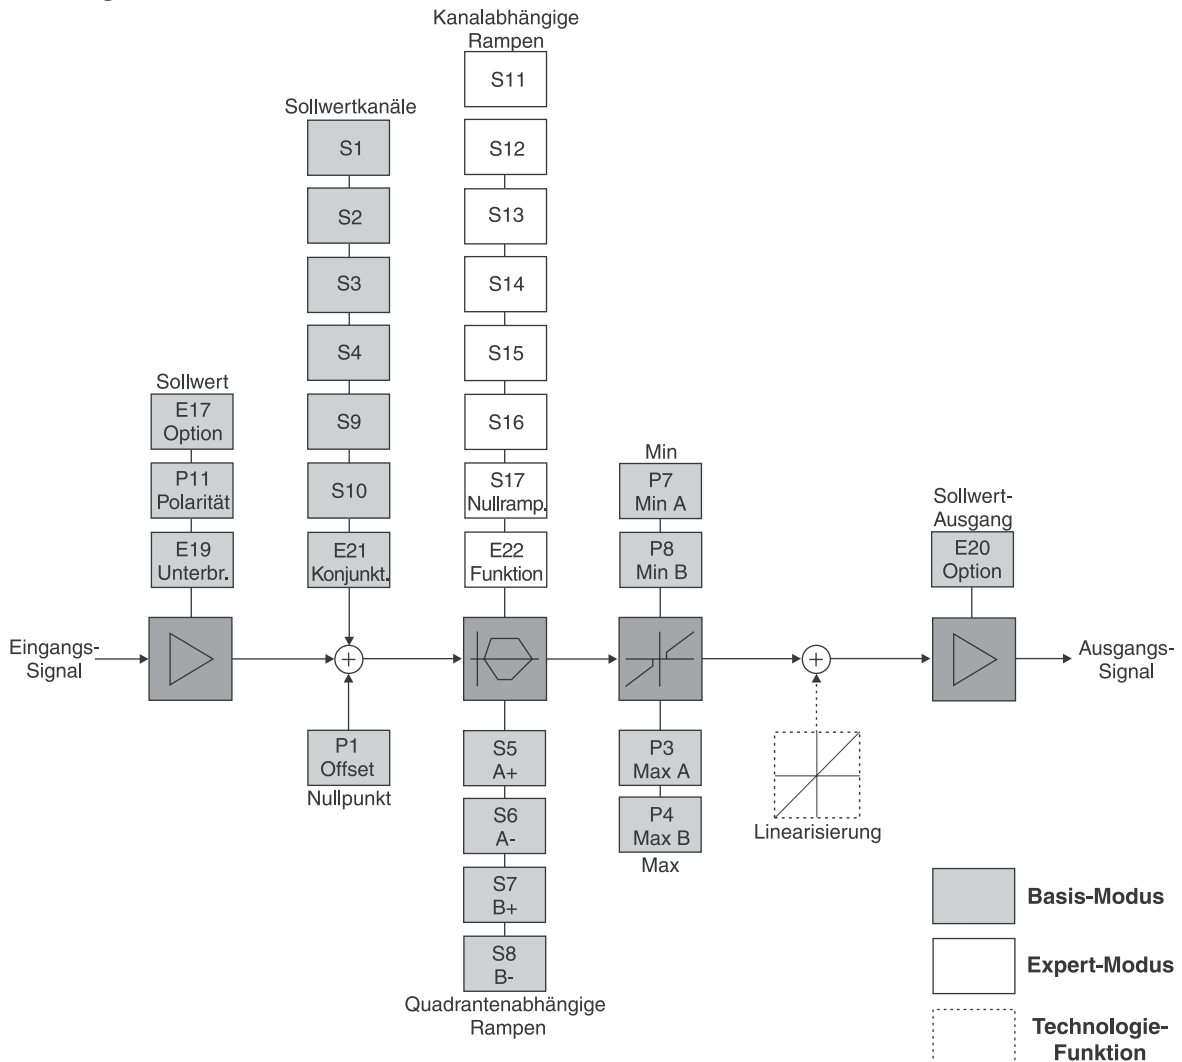 Kanalabhängige
Rampen
S11
S12
S13
S14
S15
S16
S17
Nullramp.
E22
Funktion
Sollwertkanäle
S1
S2
S3
S4
S9
S10
E21
Konjunkt.
Sollwert
E17
Option
P11
Polarität
E19
Unterbr.
Min
P7
Min A
P8
Min B
Sollwert-
Ausgang
E20
Option
Eingangs-
Signal
Ausgangs-
Signal
P1
Offset
Nullpunkt
S5
A+
S6
A-
S7
B+
S8
B-
Quadrantenabhängige
Rampen
P3
Max A
P4
Max B
Max
Linearisierung
Basis-Modus
Expert-Modus
Technologie-
Funktion